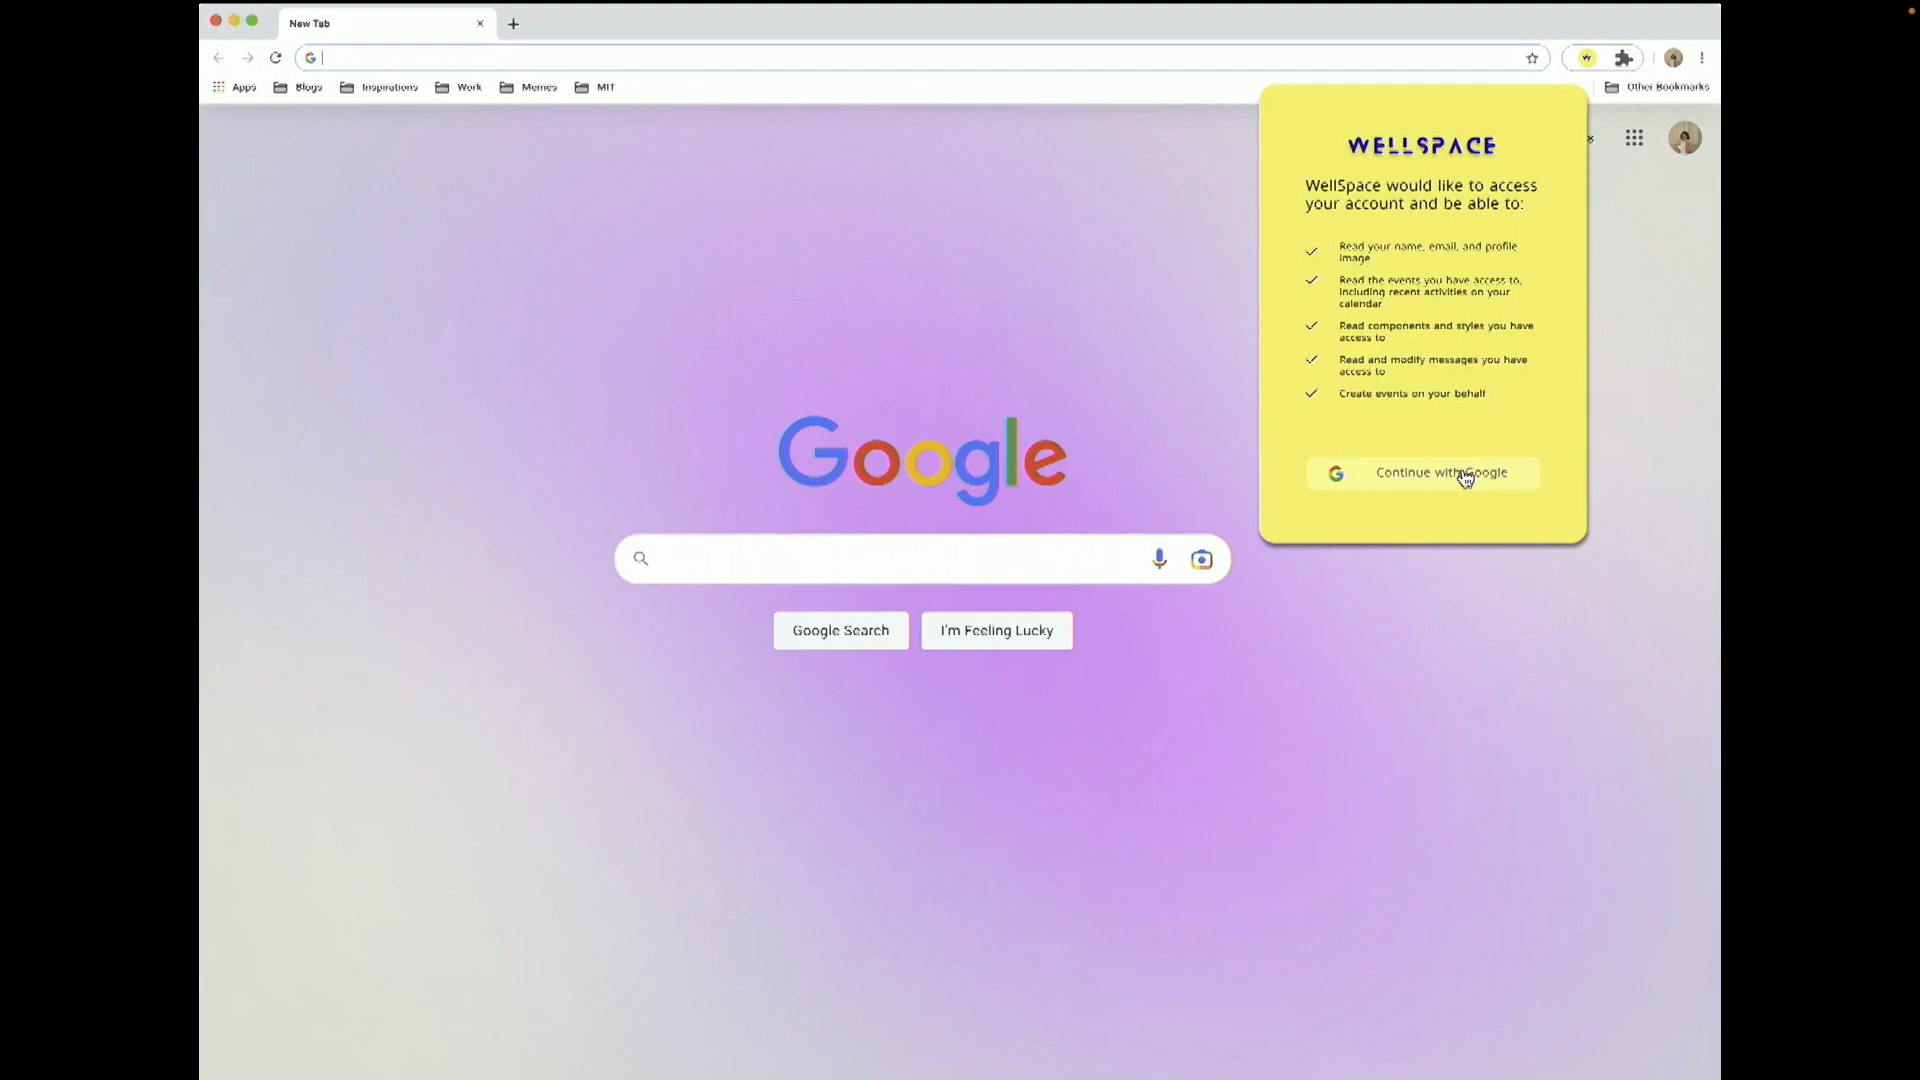 New Tab
Apps
Blogs
Inspirations
Work
Memes
MIT
Other Bookmarks
WELLSPACE
WellSpace would like to access
your account and be able to:
Read your name, email, and profile
image
Read the events you have access to,
including recent activities on your
calendar
Read components and styles you have
access to
Read and modify messages you have
access to
Create events on your behalf
Continue with Google
Google
Google Search
I'm Feeling Lucky